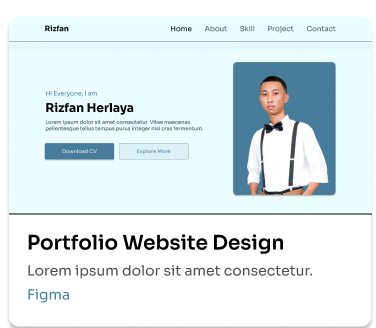 Rizfan
Home About Skill Project Contact
Hi Everyone, I am
Rizfan Herlaya
Lorem ipsum dolor sit amet consectetur. Vitae maecenas
pellentesque tellus tempus purus integer nisi cras fermentum.
Download CV Explore More
Portfolio Website Design
Lorem ipsum dolor sit amet consectetur.
Figma